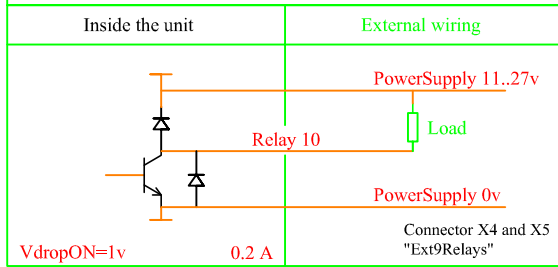 Inside the unit
External wiring
PowerSupply 11..27v
Load
Relay 10
PowerSupply 0v
Connector X4 and X5
"Ext9Relays"
VdropON=1v
0.2 A